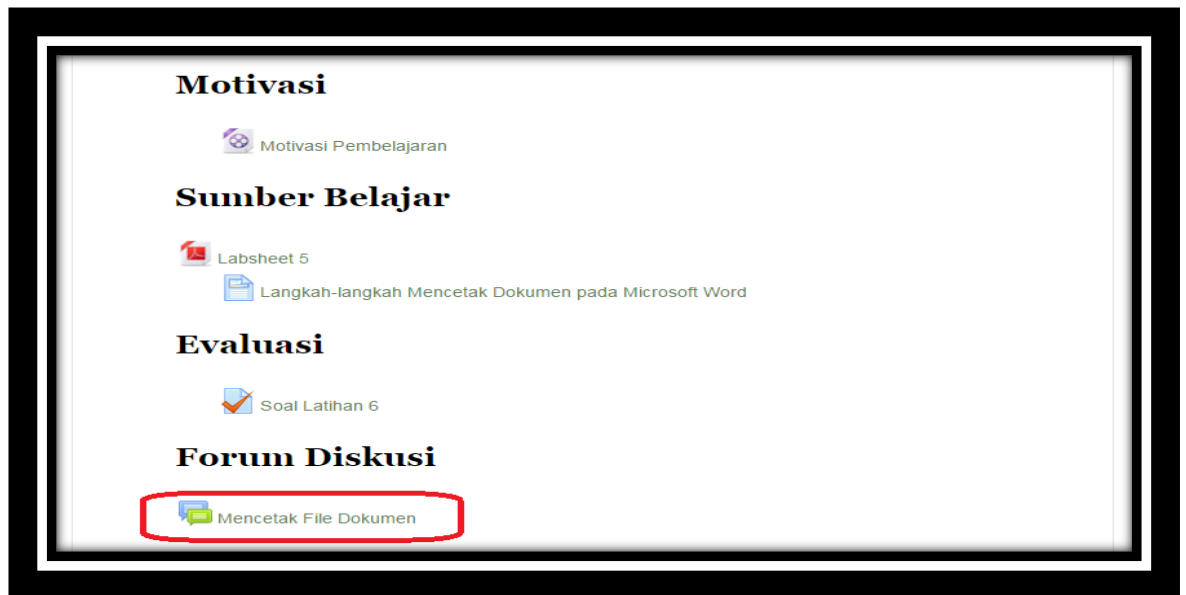 Motivasi
Motivasi Pembelajaran
Sumber Belajar
Labsheet 5
Langkah-langkah Mencetak Dokumen pada Microsoft Word
Evaluasi
Soal Latihan 6
Forum Diskusi
Mencetak File Dokumen